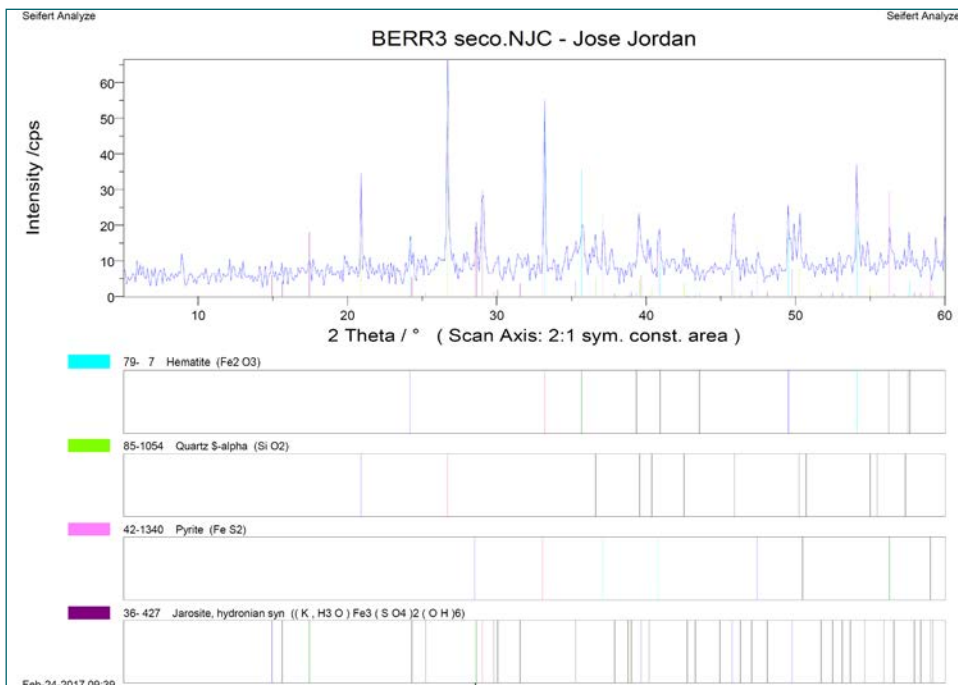 Seifert Analyze Seifert Analyze
BERR3 seco.NJC - Jose Jordan
Intensity /cps
60
50
40
30
20
10
0
10 20 30 40 50 60
2 Theta / ° ( Scan Axis: 2:1 sym. const. area )
79- 7 Hematite (Fe2 O3)
85-1054 Quartz $-alpha (Si O2)
42-1340 Pyrite (Fe S2)
36- 427 Jarosite, hydronian syn (( K , H3 O ) Fe3 ( S O4 )2 ( O H )6)
Feb-24-2017 09:39